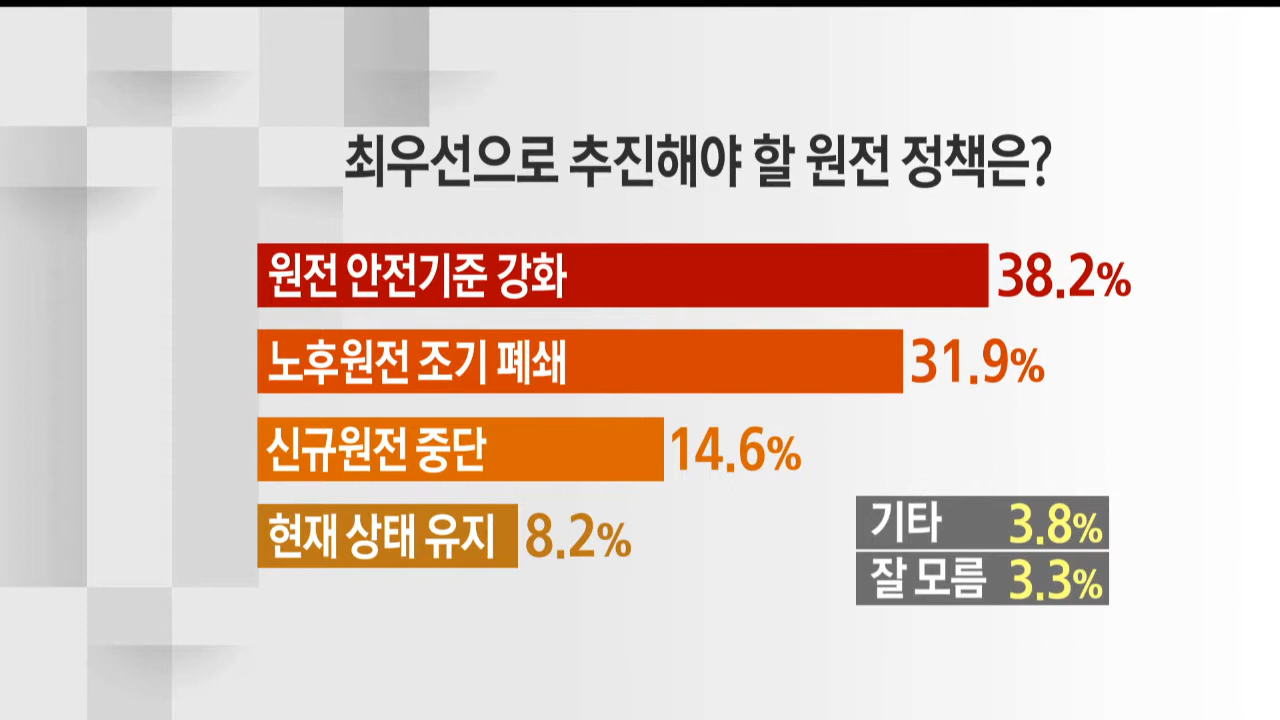 최우선으로 추진해야 할 원전 정책은?
원전 안전기준 강화 38.2%
노후원전 조기 폐쇄 31.9%
신규원전 중단 14.6%
현재 상태 유지 8.2%
기타 3.8%
잘 모름 3.3%